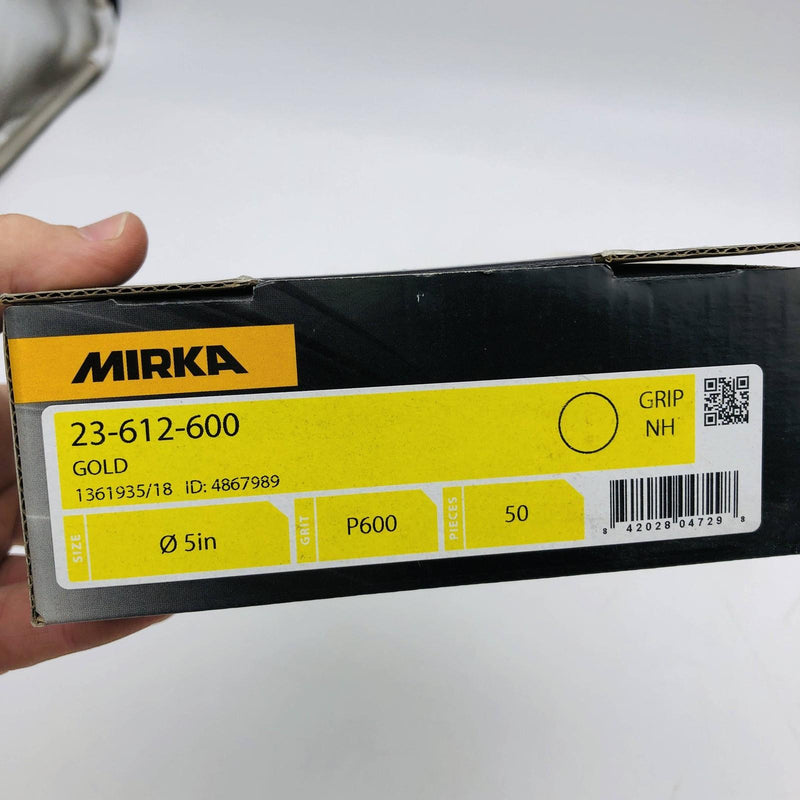 MIRKA
23-612-600
GRIP
NH
GOLD
1361935/18 ID: 4867989
SIZE
Ø 5in
GRIT
P600
PIECES
50
8 42028 04729 8